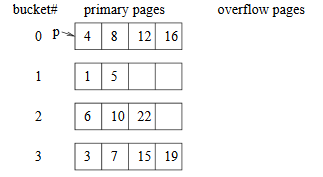 bucket# primary pages overflow pages
0 p 4 8 12 16
1 1 5
2 6 10 22
3 3 7 15 19